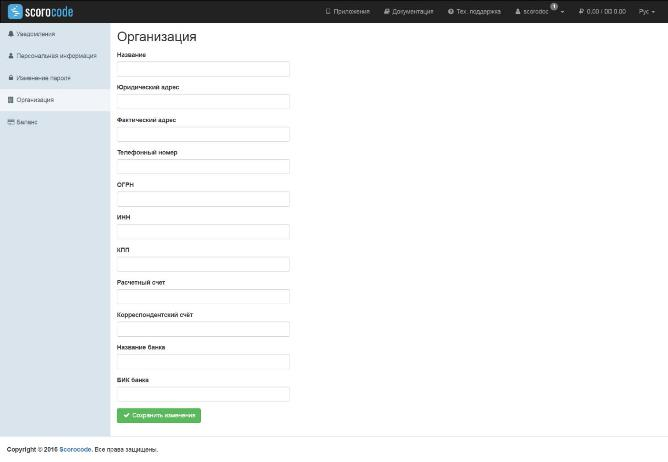 scorocode
Приложения
Документация
Тех. поддержка
scorodoc
1
₽ 0.00 / 00 0.00
Рус
Уведомления
Персональная информация
Изменение пароля
Организация
Баланс
Организация
Название
Юридический адрес
Фактический адрес
Телефонный номер
ОГРН
ИНН
КПП
Расчетный счет
Корреспондентский счёт
Название банка
БИК банка
Сохранить изменения
Copyright © 2016 Scorocode. Все права защищены.